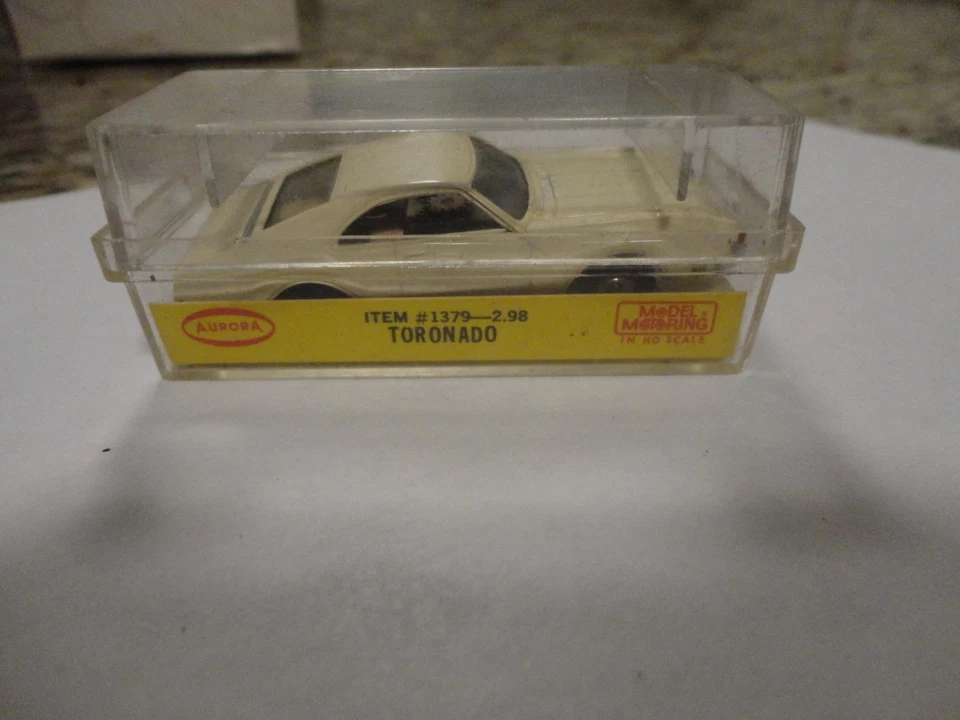 AURORA
ITEM #1379—2.98
TORONADO
MODEL
MOTORING
IN HO SCALE